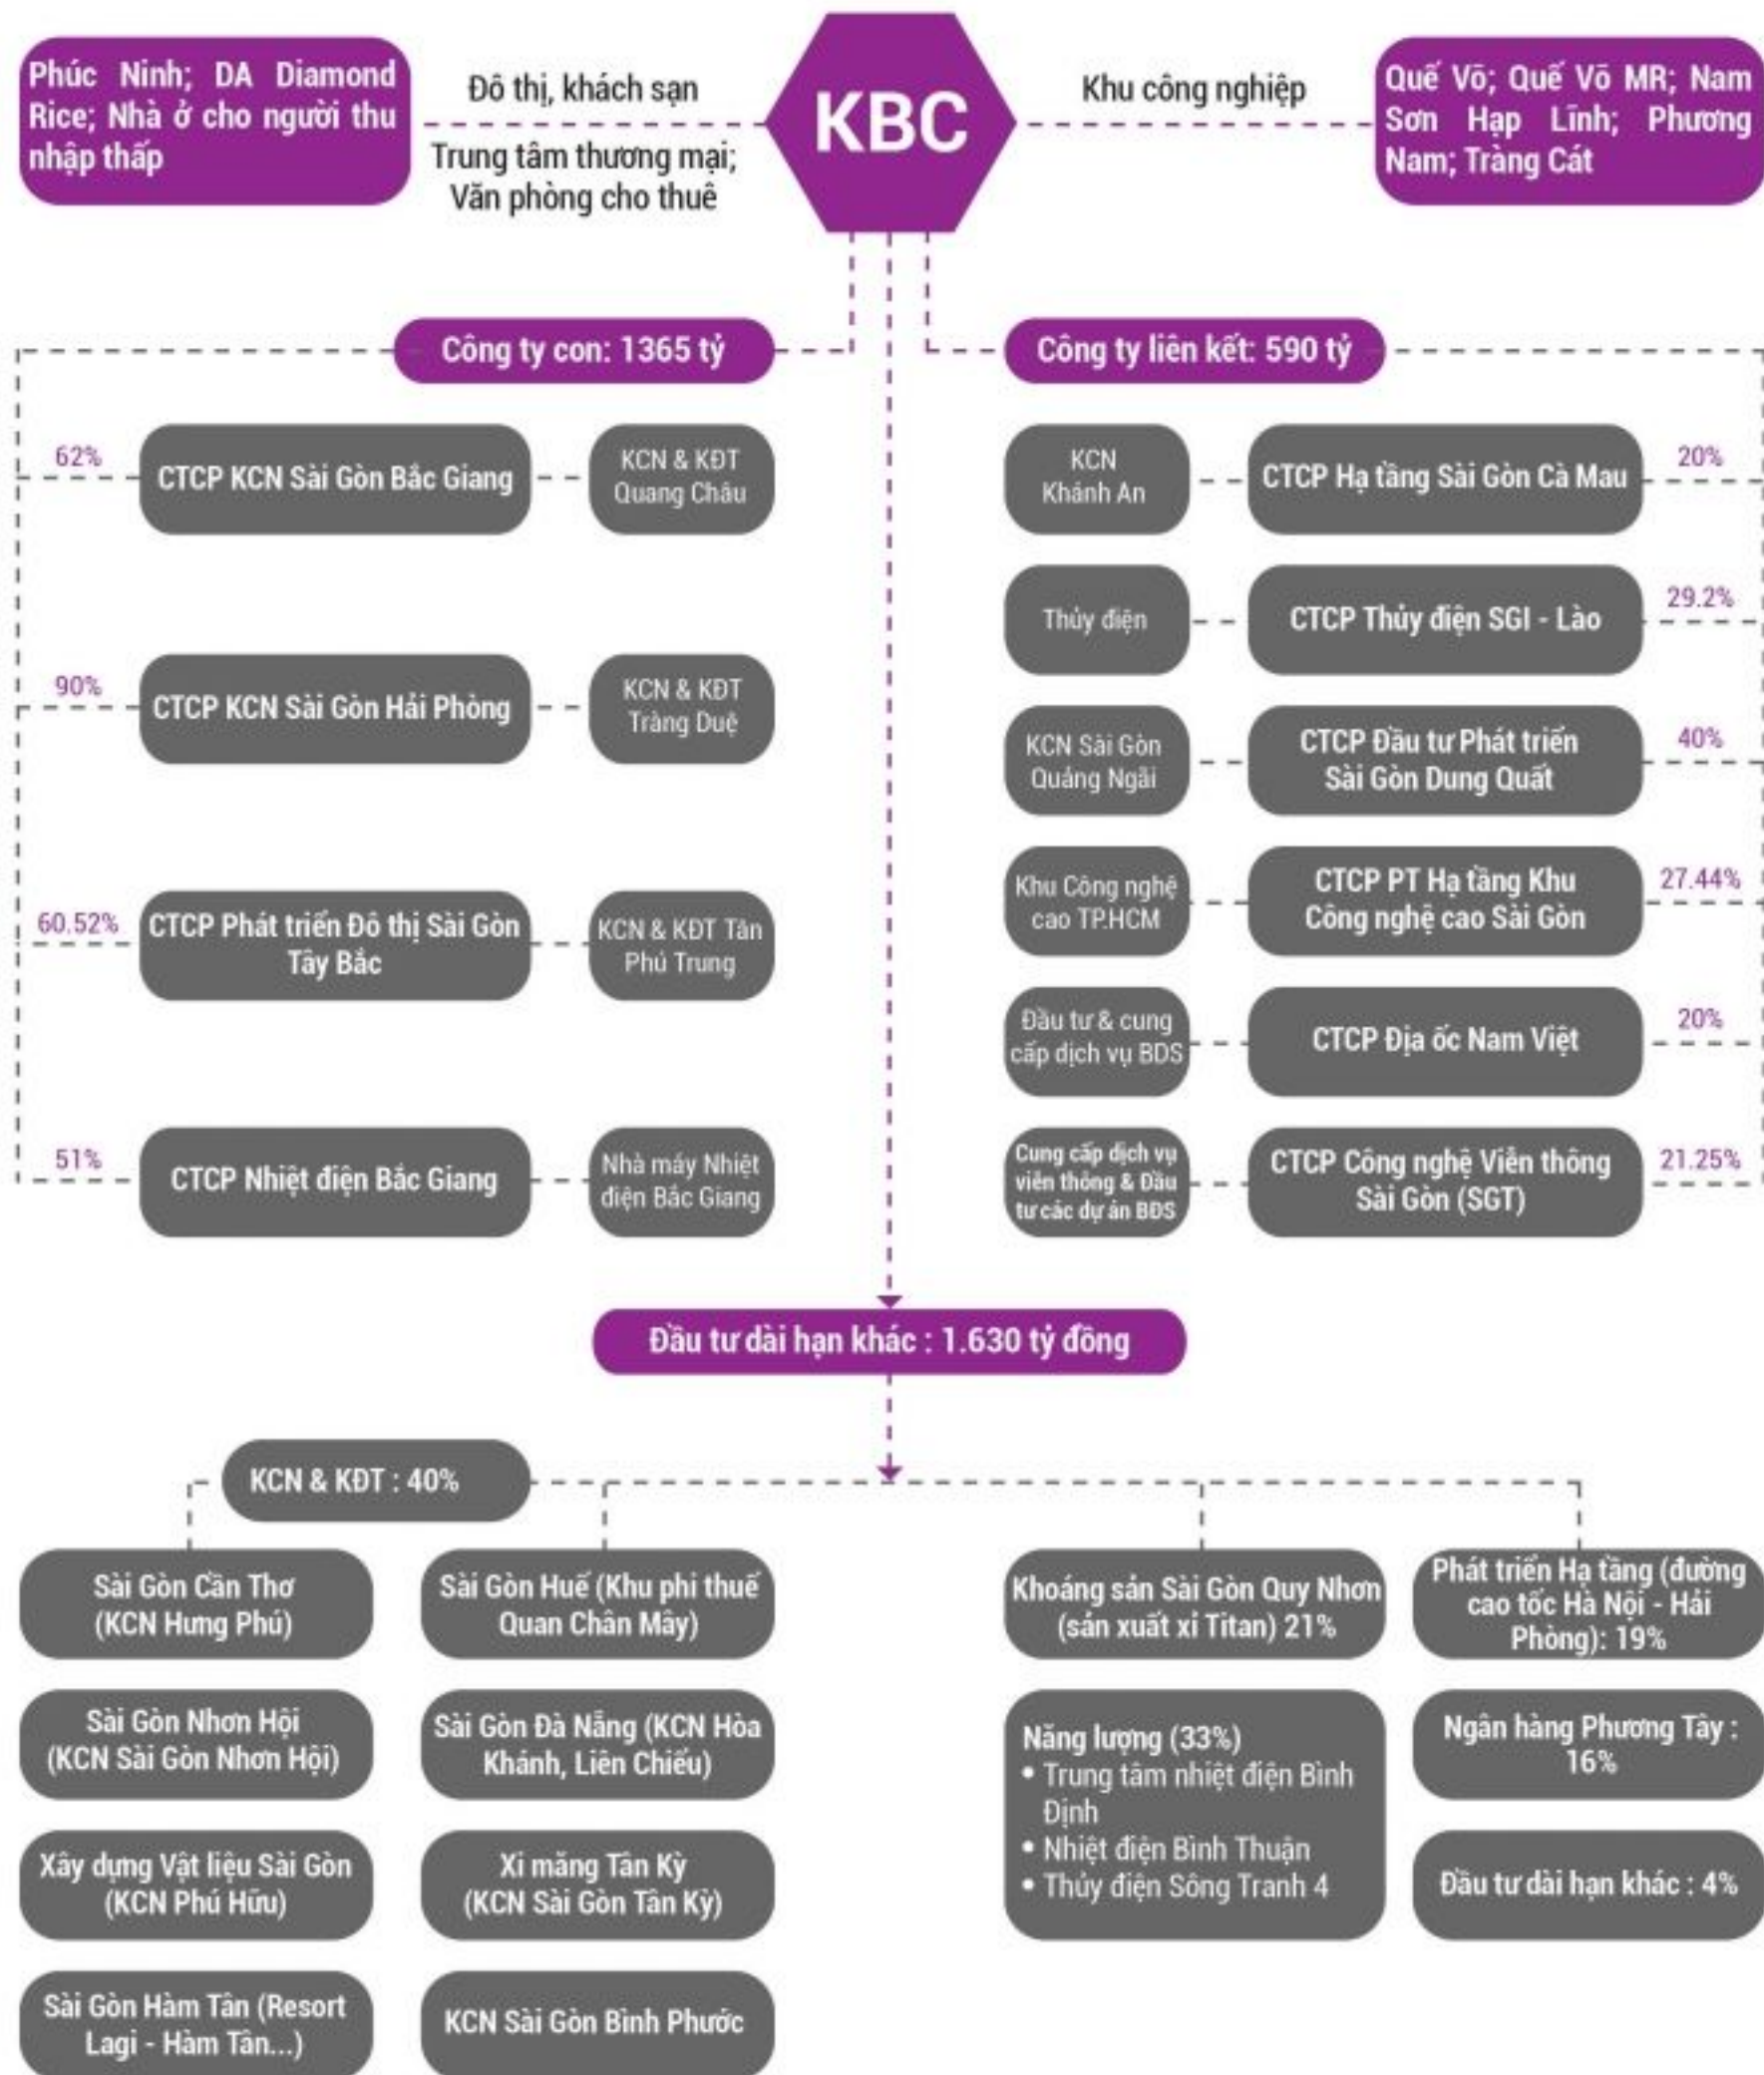 Phúc Ninh; DA Diamond
Rice; Nhà ở cho người thu
nhập thấp
Đô thị, khách sạn
Trung tâm thương mại;
Văn phòng cho thuê
KBC
Khu công nghiệp
Quế Võ; Quế Võ MR; Nam
Sơn Hạp Lĩnh; Phương
Nam; Tràng Cát
Công ty con: 1365 tỷ
62%
CTCP KCN Sài Gòn Bắc Giang
KCN & KĐT
Quang Châu
90%
CTCP KCN Sài Gòn Hải Phòng
KCN & KĐT
Tràng Duệ
60.52%
CTCP Phát triển Đô thị Sài Gòn
Tây Bắc
KCN & KĐT Tân
Phú Trung
51%
CTCP Nhiệt điện Bắc Giang
Nhà máy Nhiệt
điện Bắc Giang
Công ty liên kết: 590 tỷ
KCN
Khánh An
CTCP Hạ tầng Sài Gòn Cà Mau
20%
Thủy điện
CTCP Thủy điện SGI - Lào
29.2%
KCN Sài Gòn
Quảng Ngãi
CTCP Đầu tư Phát triển
Sài Gòn Dung Quất
40%
Khu Công nghệ
cao TP.HCM
CTCP PT Hạ tầng Khu
Công nghệ cao Sài Gòn
27.44%
Đầu tư & cung
cấp dịch vụ BDS
CTCP Địa ốc Nam Việt
20%
Cung cấp dịch vụ
viễn thông & Đầu
tư các dự án BĐS
CTCP Công nghệ Viễn thông
Sài Gòn (SGT)
21.25%
Đầu tư dài hạn khác : 1.630 tỷ đồng
KCN & KĐT : 40%
Sài Gòn Cần Thơ
(KCN Hưng Phú)
Sài Gòn Huế (Khu phi thuế
Quan Chân Mây)
Sài Gòn Nhơn Hội
(KCN Sài Gòn Nhơn Hội)
Sài Gòn Đà Nẵng (KCN Hòa
Khánh, Liên Chiểu)
Xây dựng Vật liệu Sài Gòn
(KCN Phú Hữu)
Xi măng Tân Kỳ
(KCN Sài Gòn Tân Kỳ)
Sài Gòn Hàm Tân (Resort
Lagi - Hàm Tân...)
KCN Sài Gòn Bình Phước
Khoáng sản Sài Gòn Quy Nhơn
(sản xuất xỉ Titan) 21%
Năng lượng (33%)
• Trung tâm nhiệt điện Bình
Định
• Nhiệt điện Bình Thuận
• Thủy điện Sông Tranh 4
Phát triển Hạ tầng (đường
cao tốc Hà Nội - Hải
Phòng): 19%
Ngân hàng Phương Tây :
16%
Đầu tư dài hạn khác : 4%